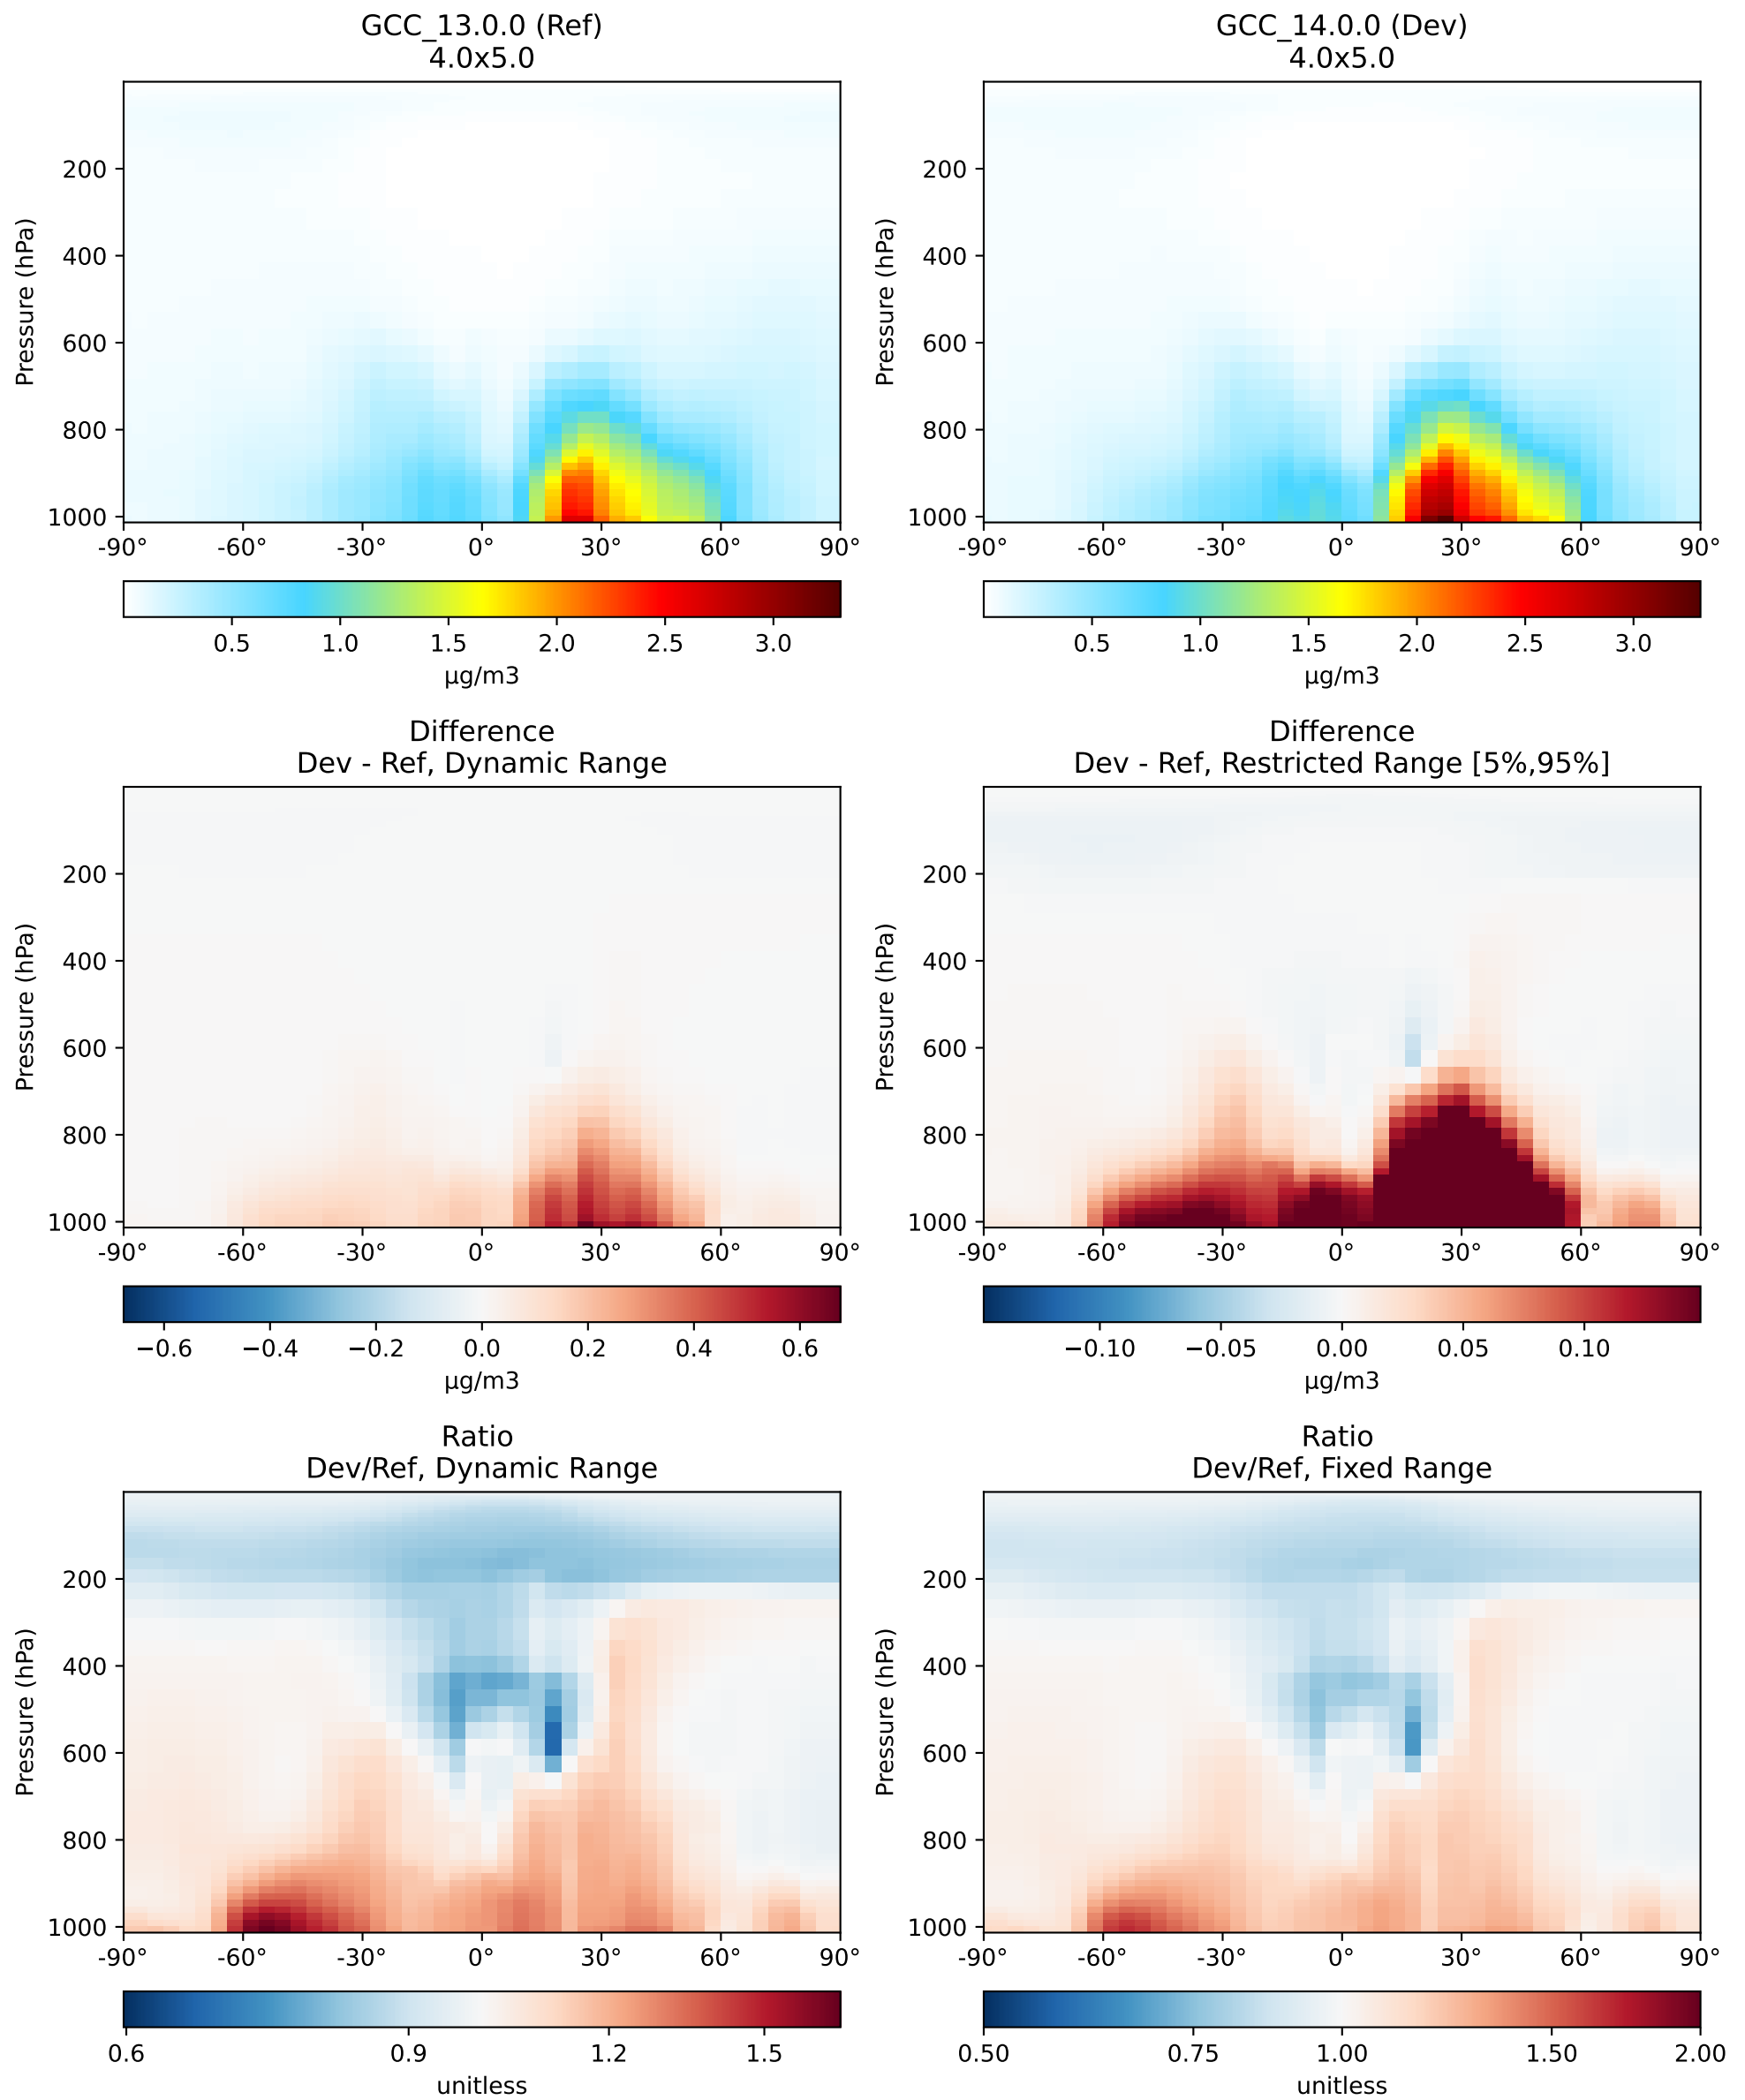 GCC_13.0.0 (Ref)
4.0x5.0
Pressure (hPa)
200
400
600
800
1000
-90° -60° -30° 0° 30° 60° 90°
0.5 1.0 1.5 2.0 2.5 3.0
µg/m3
GCC_14.0.0 (Dev)
4.0x5.0
Pressure (hPa)
200
400
600
800
1000
-90° -60° -30° 0° 30° 60° 90°
0.5 1.0 1.5 2.0 2.5 3.0
µg/m3
Difference
Dev - Ref, Dynamic Range
Pressure (hPa)
200
400
600
800
1000
-90° -60° -30° 0° 30° 60° 90°
−0.6 −0.4 −0.2 0.0 0.2 0.4 0.6
µg/m3
Difference
Dev - Ref, Restricted Range [5%,95%]
Pressure (hPa)
200
400
600
800
1000
-90° -60° -30° 0° 30° 60° 90°
−0.10 −0.05 0.00 0.05 0.10
µg/m3
Ratio
Dev/Ref, Dynamic Range
Pressure (hPa)
200
400
600
800
1000
-90° -60° -30° 0° 30° 60° 90°
0.6 0.9 1.2 1.5
unitless
Ratio
Dev/Ref, Fixed Range
Pressure (hPa)
200
400
600
800
1000
-90° -60° -30° 0° 30° 60° 90°
0.50 0.75 1.00 1.50 2.00
unitless